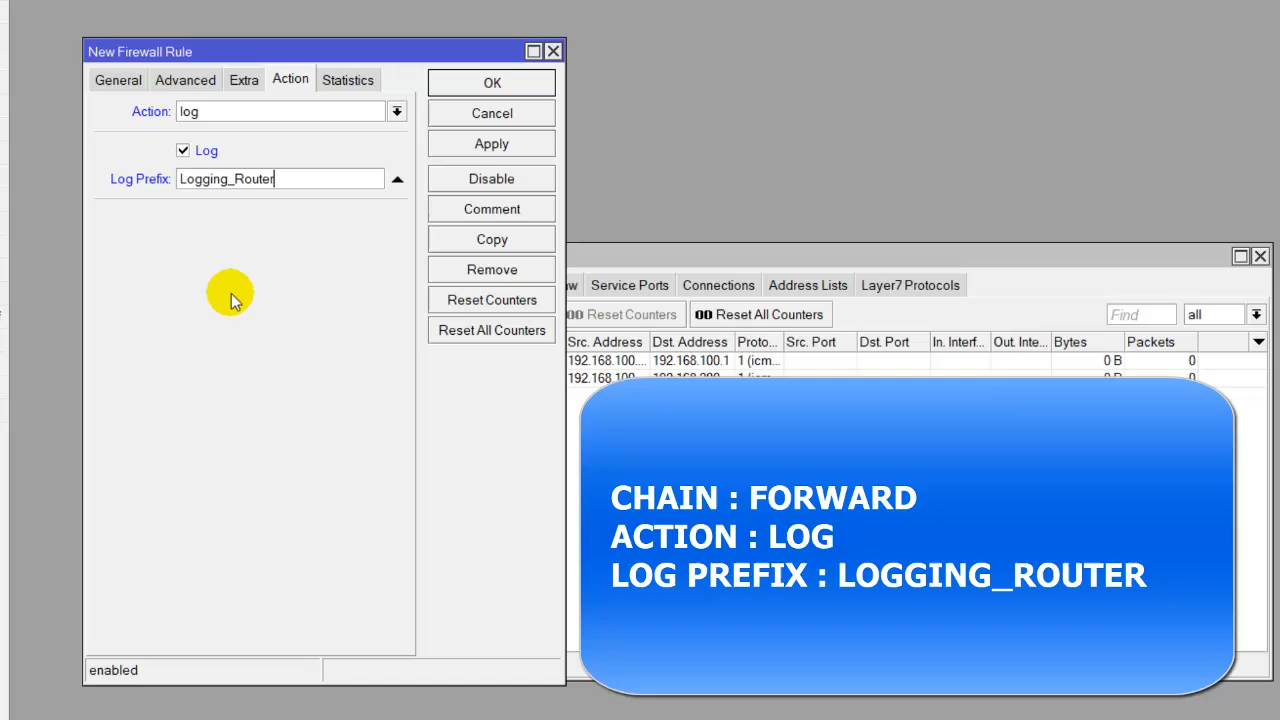 New Firewall Rule
General Advanced Extra Action Statistics
Action: log
Log
Log Prefix: Logging_Router
OK
Cancel
Apply
Disable
Comment
Copy
Remove
Reset Counters
Reset All Counters
enabled
Service Ports Connections Address Lists Layer7 Protocols
00 Reset Counters 00 Reset All Counters Find all
Src. Address Dst. Address Proto... Src. Port Dst. Port In. Interf... Out. Inte... Bytes Packets
192.168.100.... 192.168.100.1 1 (icm... 0 B 0
CHAIN : FORWARD
ACTION : LOG
LOG PREFIX : LOGGING_ROUTER